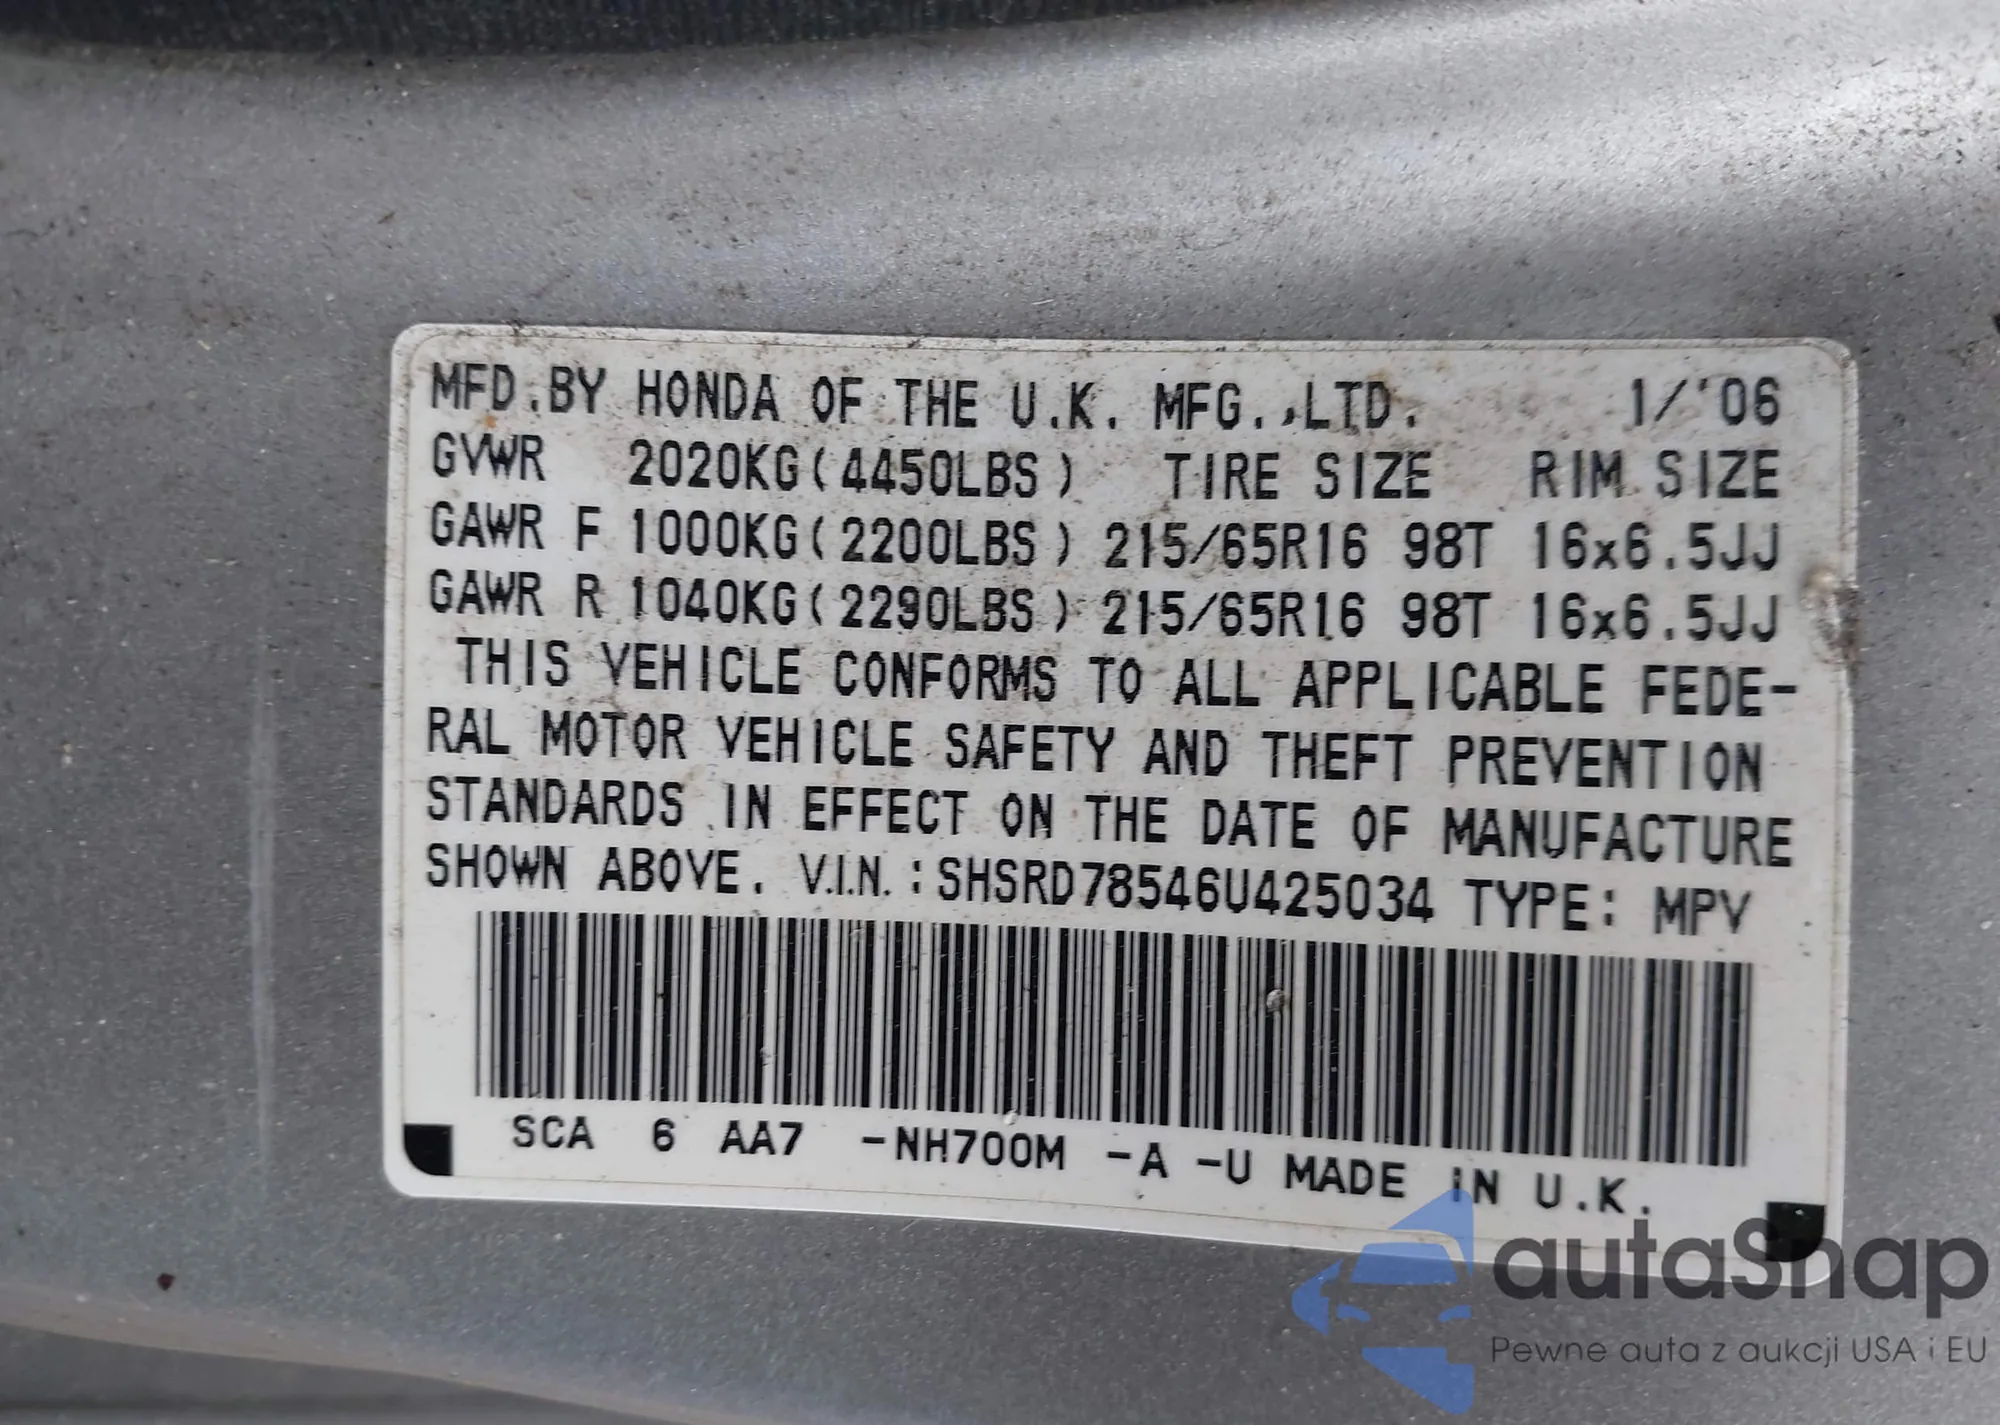 MFD.BY HONDA OF THE U.K. MFG.,LTD. 1/'06
GVWR 2020KG(4450LBS) TIRE SIZE RIM SIZE
GAWR F 1000KG(2200LBS) 215/65R16 98T 16x6.5JJ
GAWR R 1040KG(2290LBS) 215/65R16 98T 16x6.5JJ
THIS VEHICLE CONFORMS TO ALL APPLICABLE FEDE-
RAL MOTOR VEHICLE SAFETY AND THEFT PREVENTION
STANDARDS IN EFFECT ON THE DATE OF MANUFACTURE
SHOWN ABOVE. V.I.N.:SHSRD78546U425034 TYPE: MPV
SCA 6 AA7 -NH700M -A -U MADE IN U.K.
autaSnap
Pewne auta z aukcji USA i EU